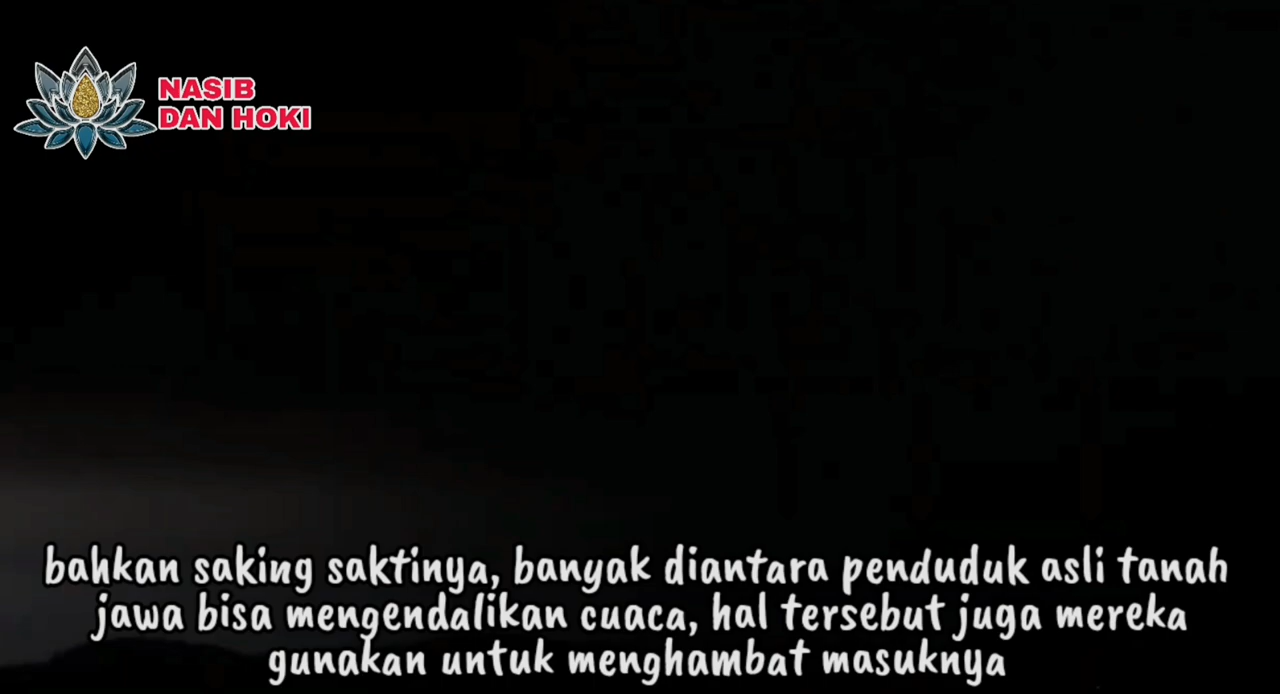 NASIB
DAN HOKI
bahkan saking saktinya, banyak diantara penduduk asli tanah
jawa bisa mengendalikan cuaca, hal tersebut juga mereka
gunakan untuk menghambat masuknya